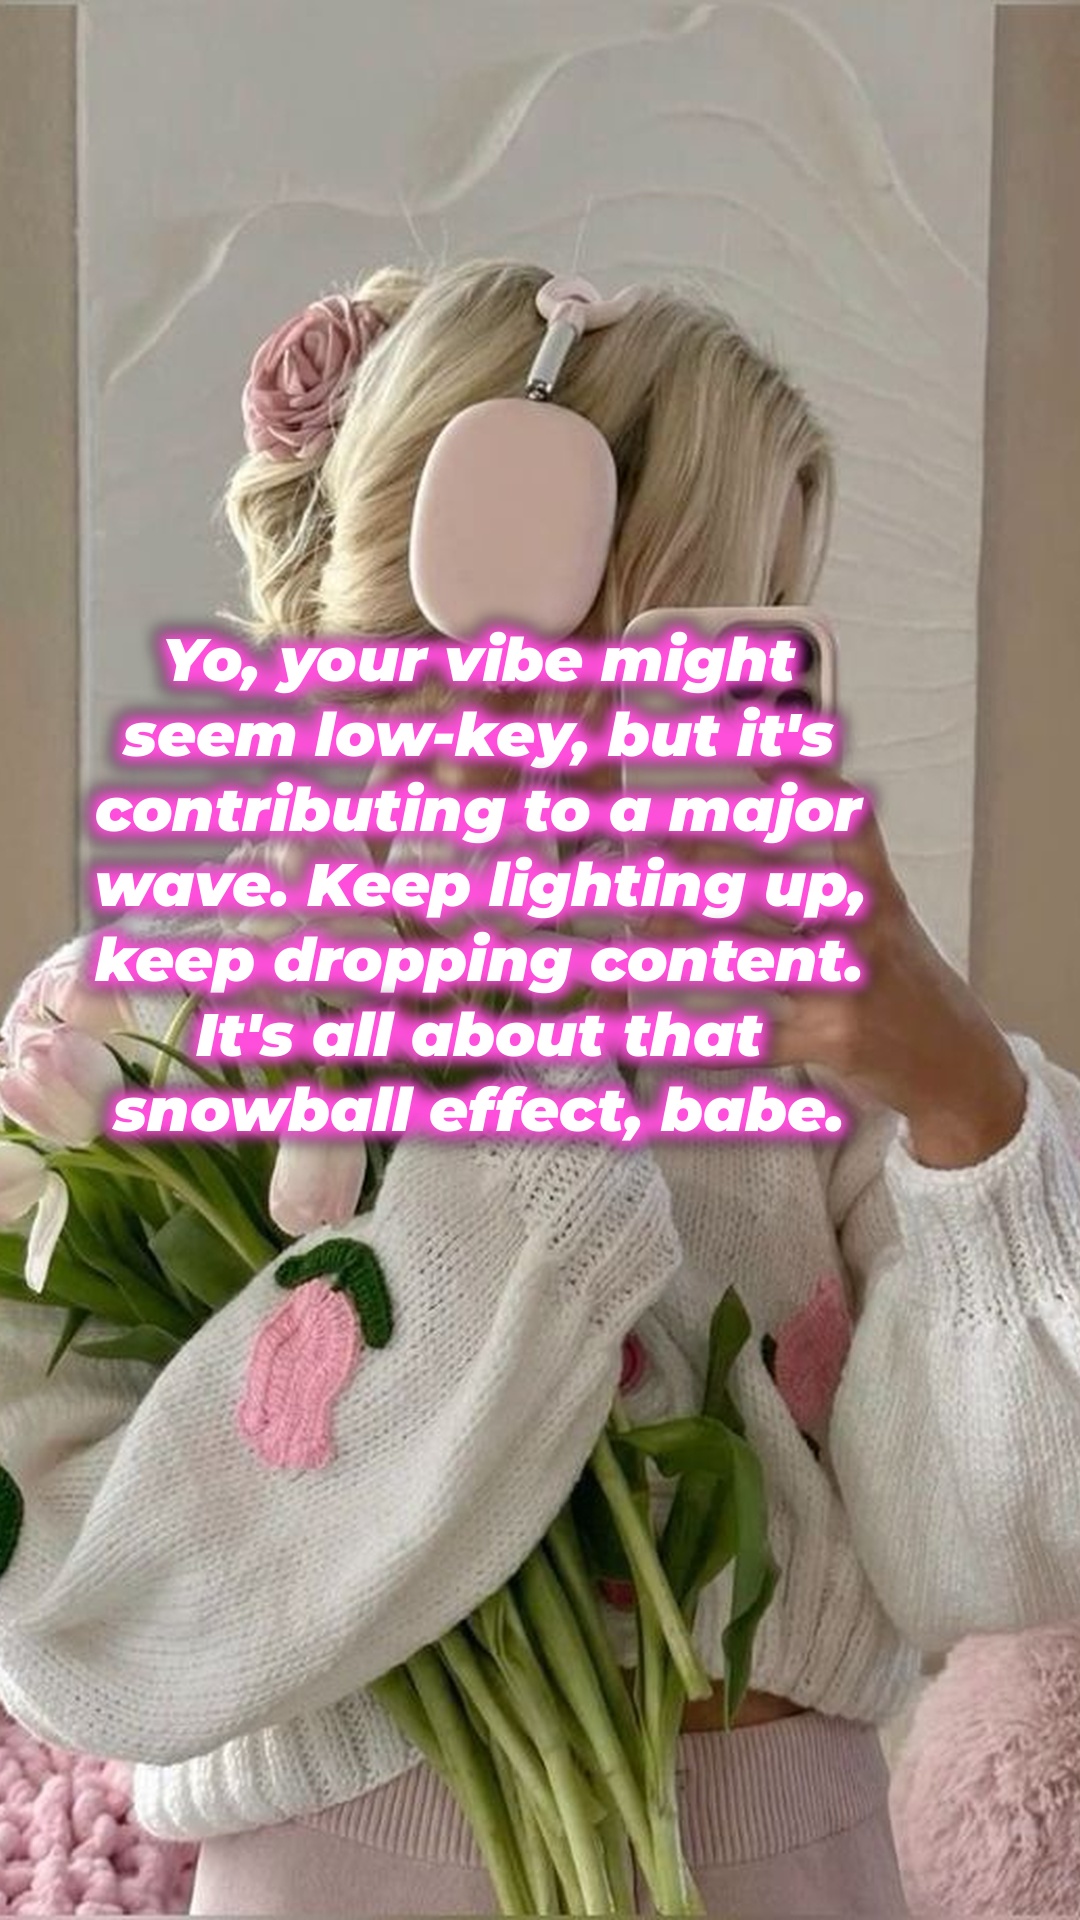 Yo, your vibe might
seem low-key, but it's
contributing to a major
wave. Keep lighting up,
keep dropping content.
It's all about that
snowball effect, babe.